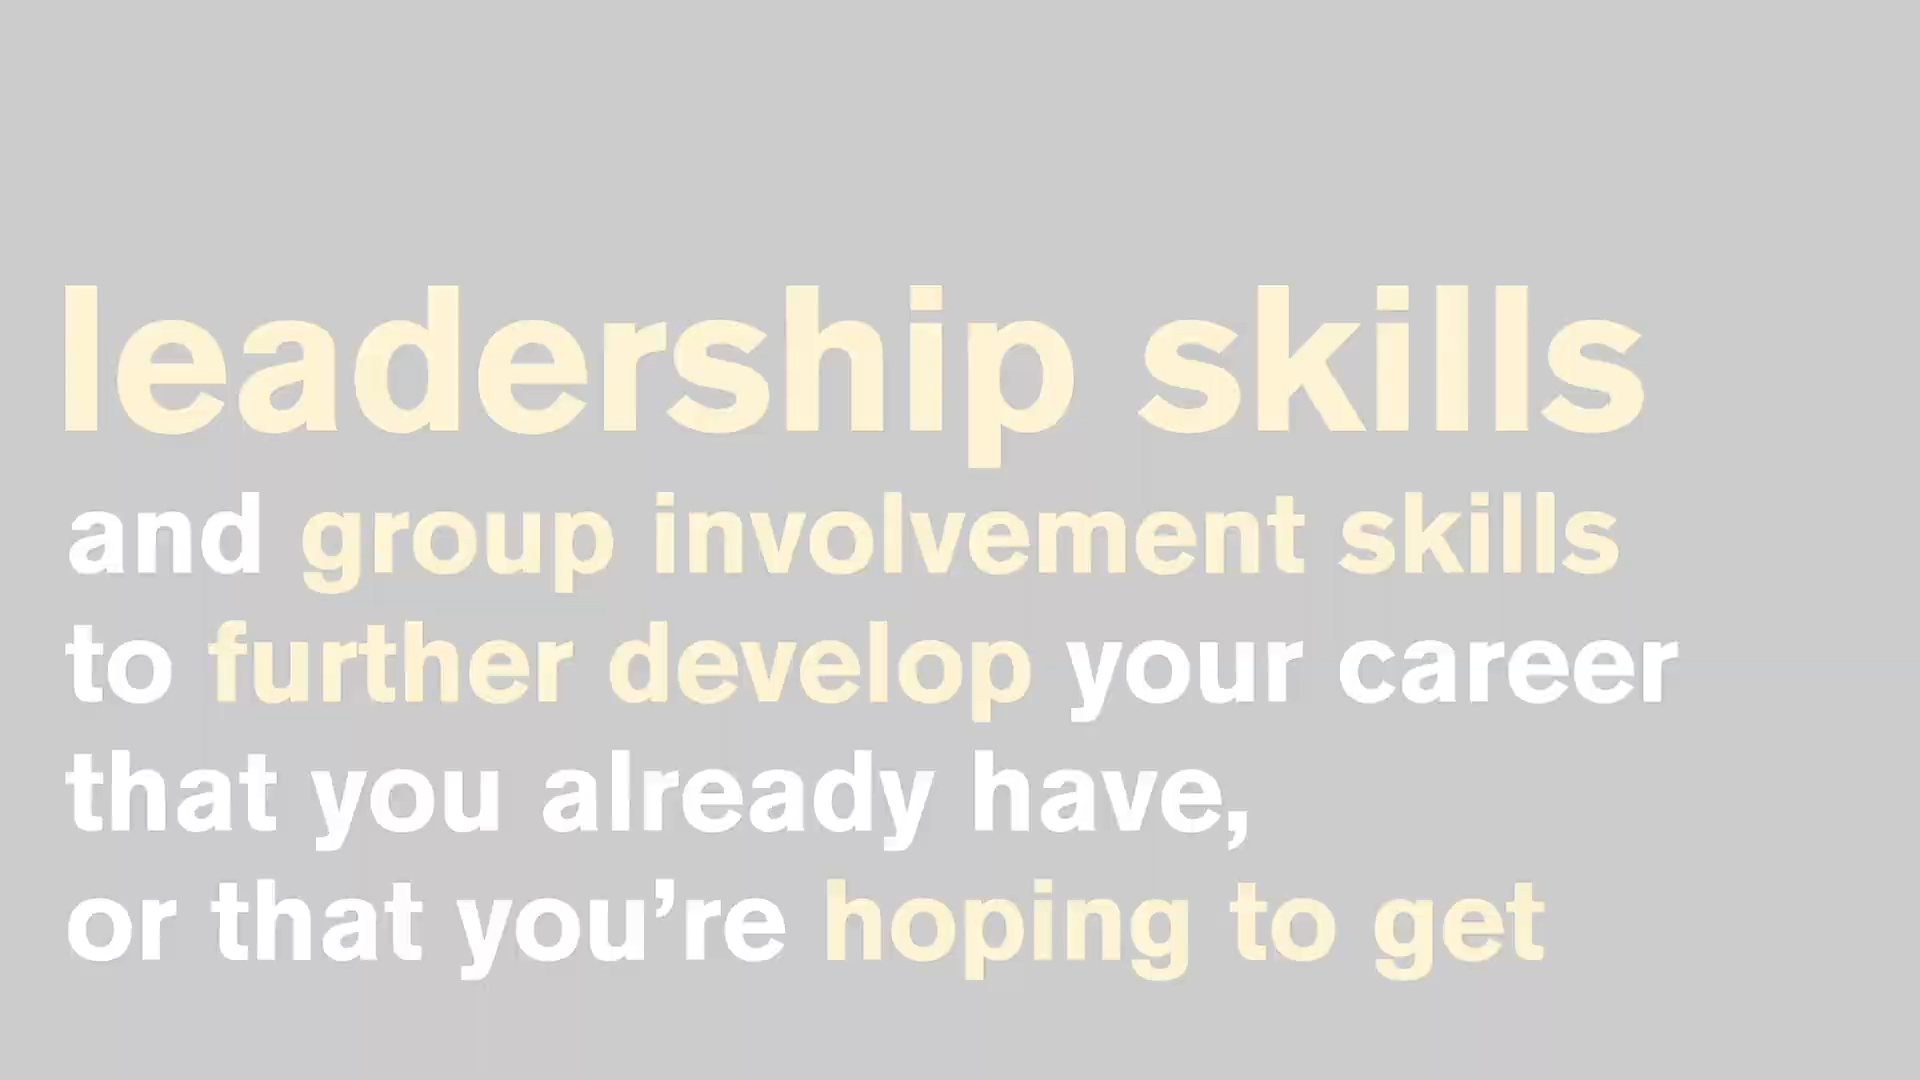 leadership skills
and group involvement skills
to further develop your career
that you already have,
or that you’re hoping to get